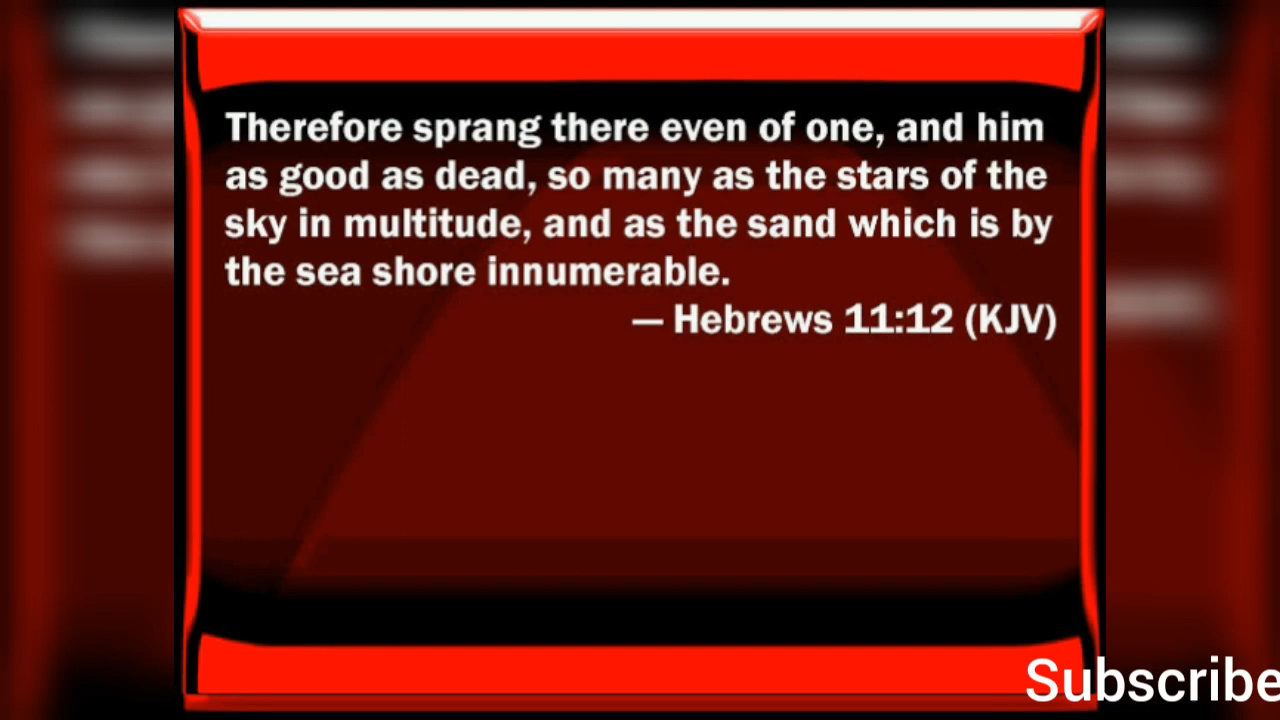 Therefore sprang there even of one, and him
as good as dead, so many as the stars of the
sky in multitude, and as the sand which is by
the sea shore innumerable.
— Hebrews 11:12 (KJV)
Subscribe